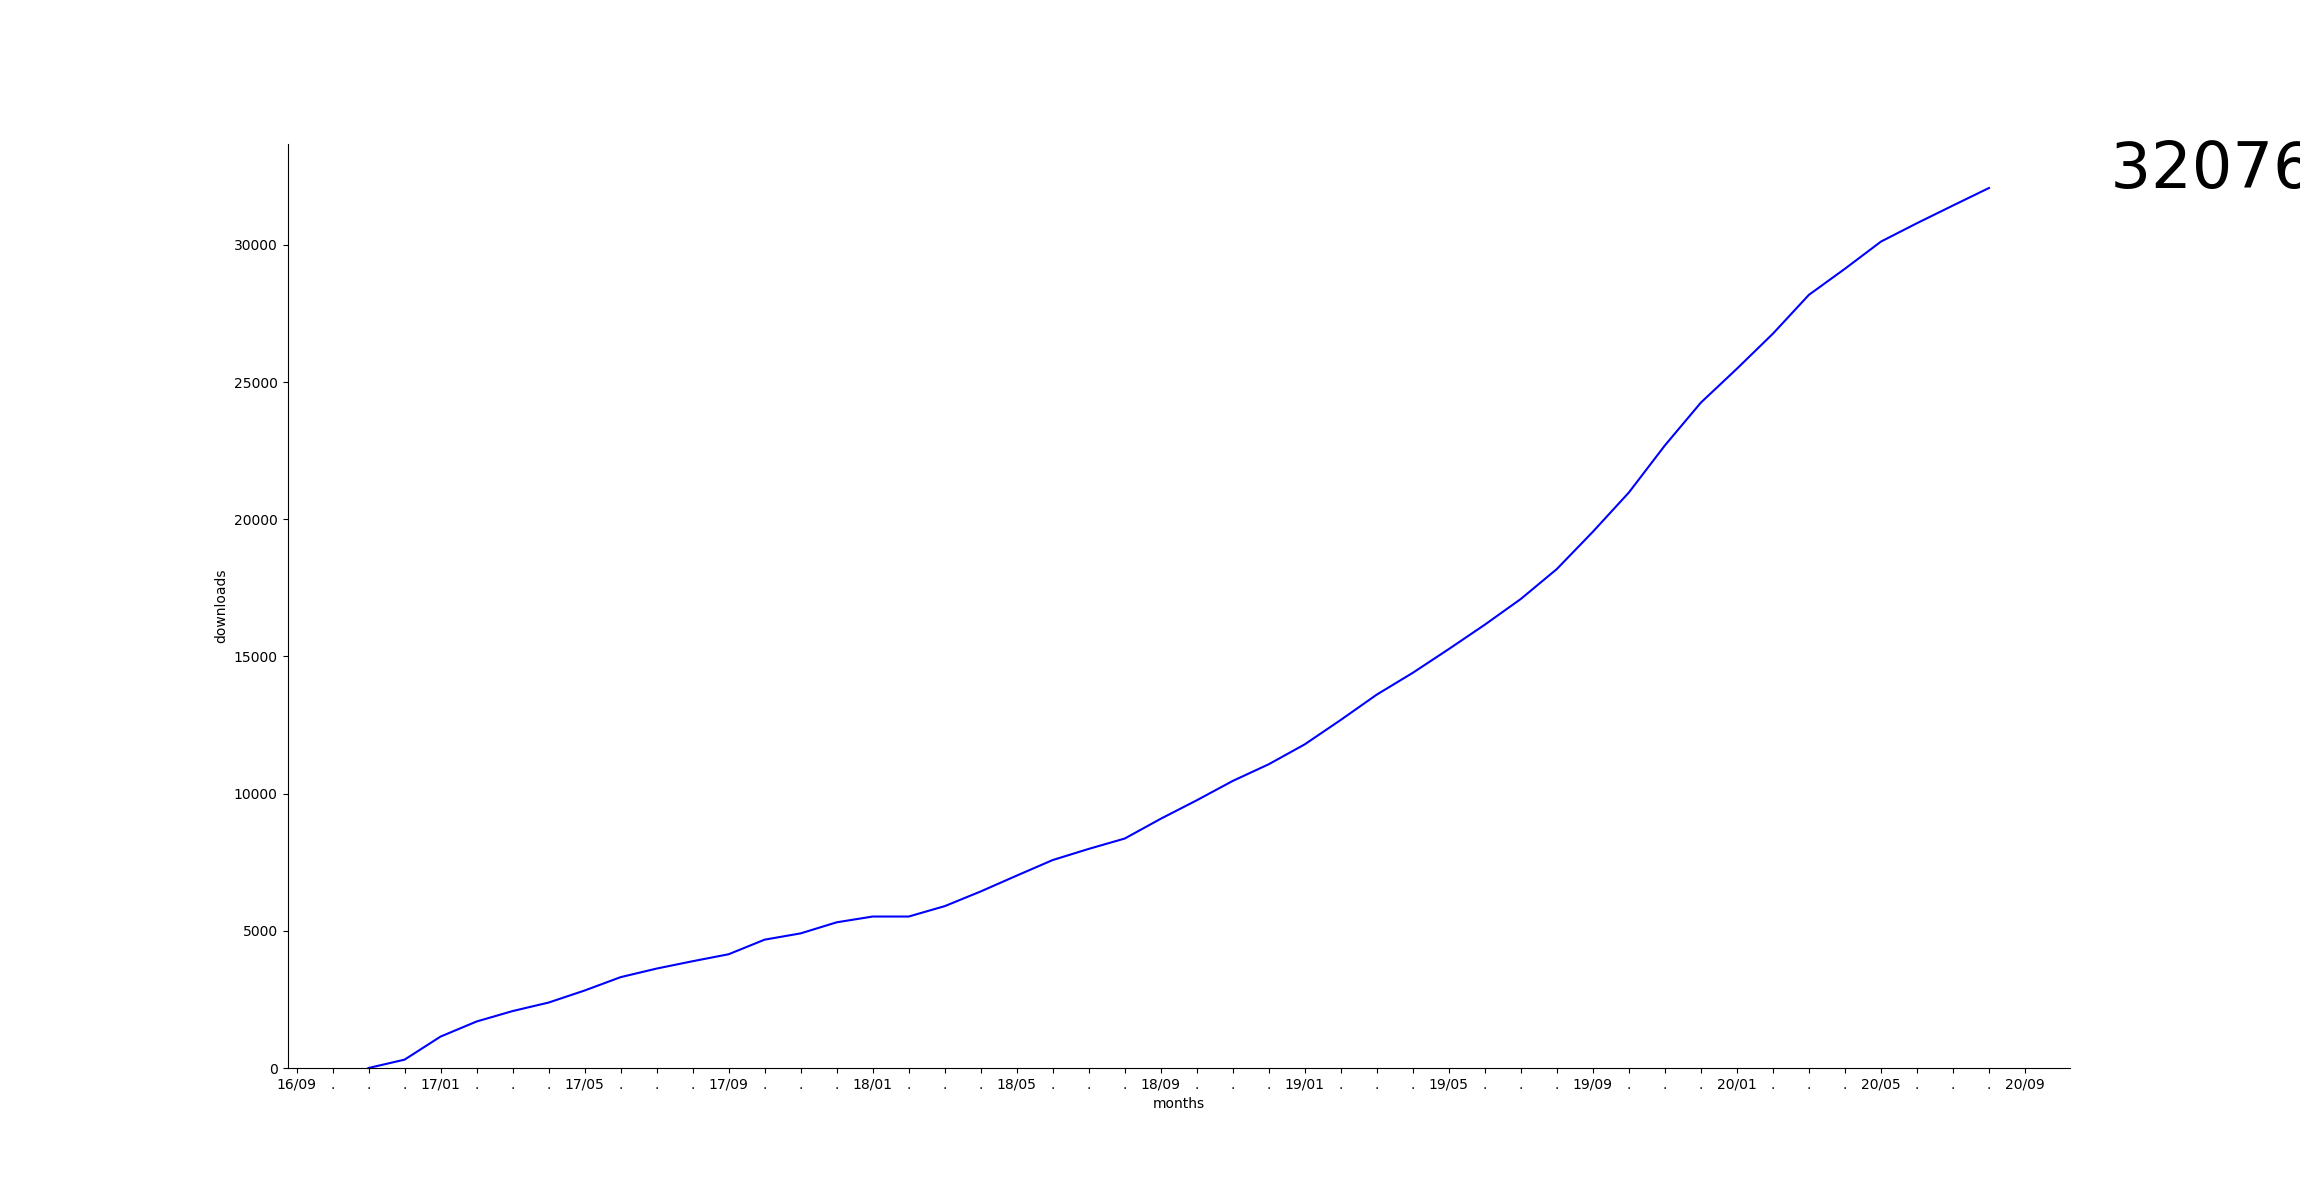 32076
30000
25000
20000
15000
10000
5000
0
downloads
16/09 . . . 17/01 . . . 17/05 . . . 17/09 . . . 18/01 . . . 18/05 . . . 18/09 . . . 19/01 . . . 19/05 . . . 19/09 . . . 20/01 . . . 20/05 . . . 20/09
months